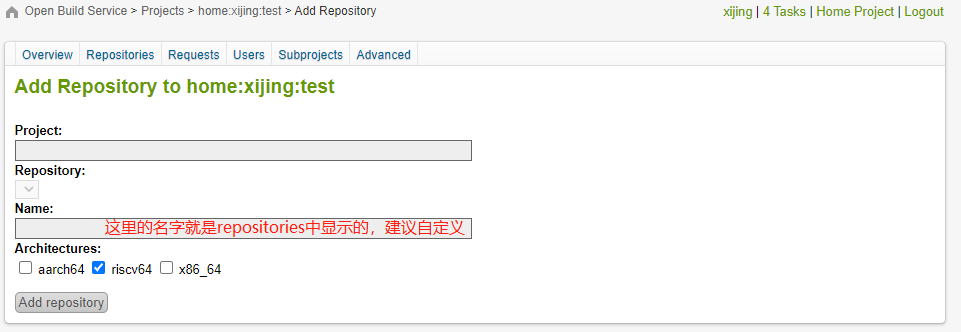 Open Build Service > Projects > home:xijing:test > Add Repository
xijing | 4 Tasks | Home Project | Logout
Overview Repositories Requests Users Subprojects Advanced
Add Repository to home:xijing:test
Project:
Repository:
Name:
这里的名字就是repositories中显示的，建议自定义
Architectures:
aarch64 riscv64 x86_64
Add repository